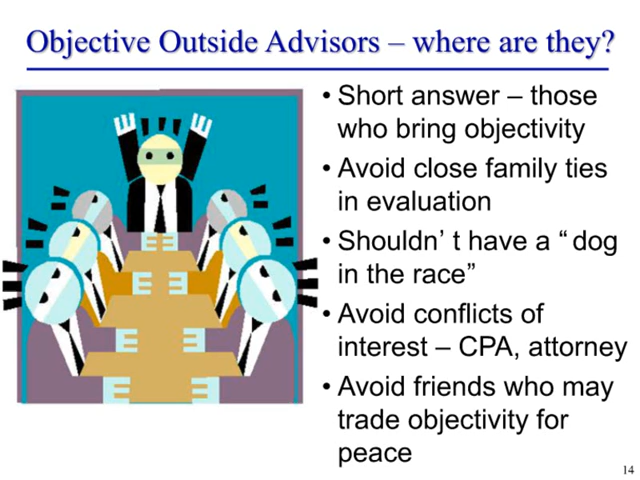 Objective Outside Advisors – where are they?
• Short answer – those
who bring objectivity
• Avoid close family ties
in evaluation
• Shouldn’ t have a “ dog
in the race”
• Avoid conflicts of
interest – CPA, attorney
• Avoid friends who may
trade objectivity for
peace
14